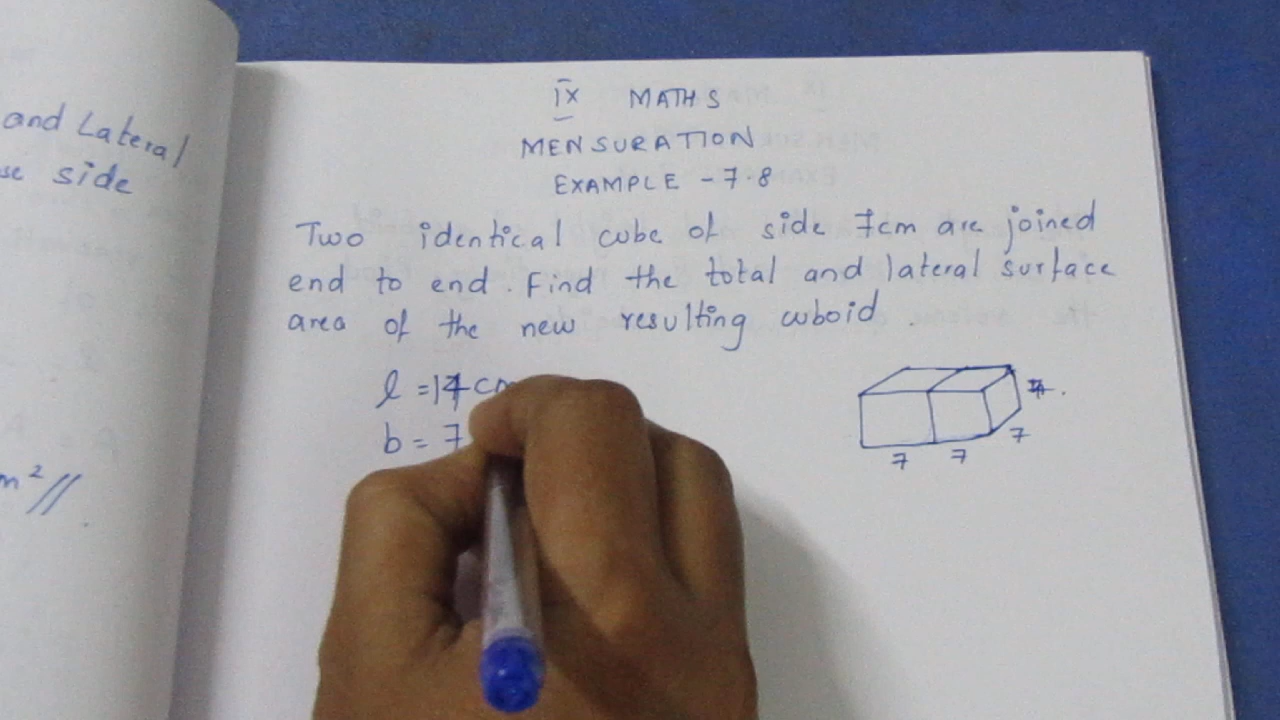 and Lateral
se side
m² //
IX MATHS
MENSURATION
EXAMPLE - 7.8
Two identical cube of side 7cm are joined
end to end. Find the total and lateral surface
area of the new resulting cuboid.
l = 14 cm
b = 7
7
7 7 7